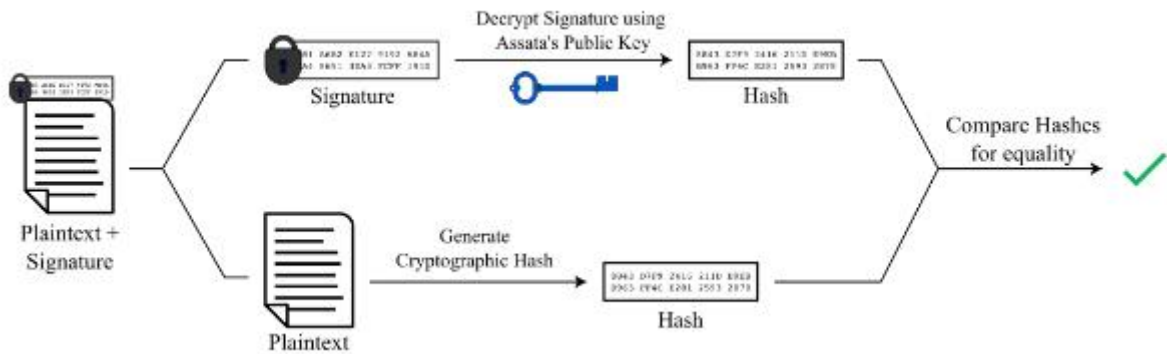 Decrypt Signature using
Assata's Public Key
Signature
Hash
Plaintext +
Signature
Compare Hashes
for equality
Generate
Cryptographic Hash
Plaintext
Hash